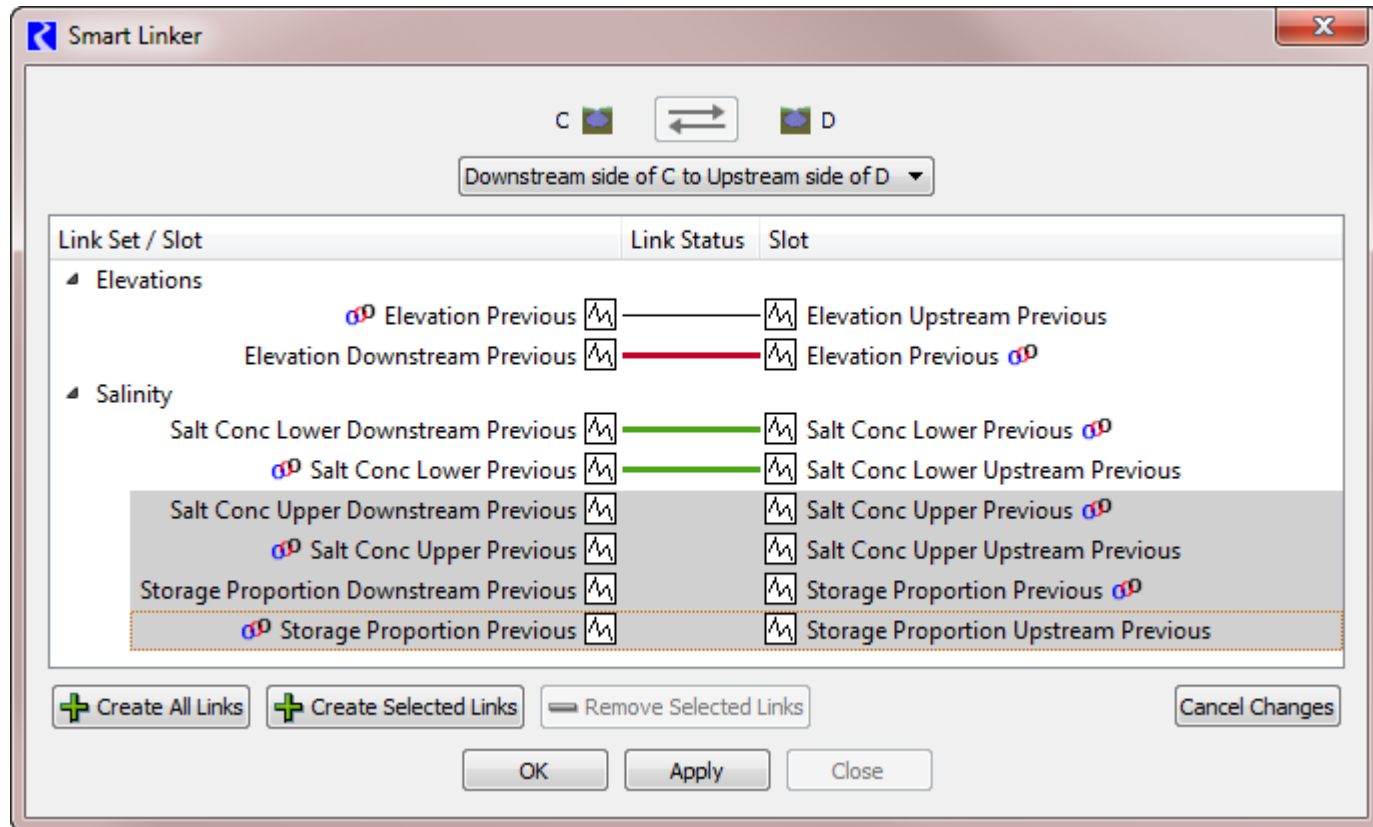 Smart Linker
C D
Downstream side of C to Upstream side of D
Link Set / Slot Link Status Slot
Elevations
Elevation Previous Elevation Upstream Previous
Elevation Downstream Previous Elevation Previous
Salinity
Salt Conc Lower Downstream Previous Salt Conc Lower Previous
Salt Conc Lower Previous Salt Conc Lower Upstream Previous
Salt Conc Upper Downstream Previous Salt Conc Upper Previous
Salt Conc Upper Previous Salt Conc Upper Upstream Previous
Storage Proportion Downstream Previous Storage Proportion Previous
Storage Proportion Previous Storage Proportion Upstream Previous
Create All Links Create Selected Links Remove Selected Links Cancel Changes
OK Apply Close